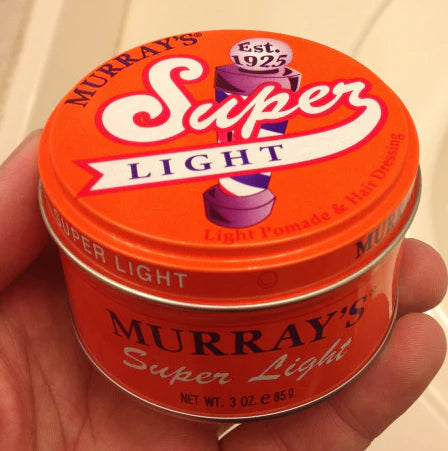 MURRAY'S®
Est.
1925
Super
LIGHT
Light Pomade & Hair Dressing
SUPER LIGHT
MURRAY'S®
Super Light
NET WT. 3 OZ. e 85 g